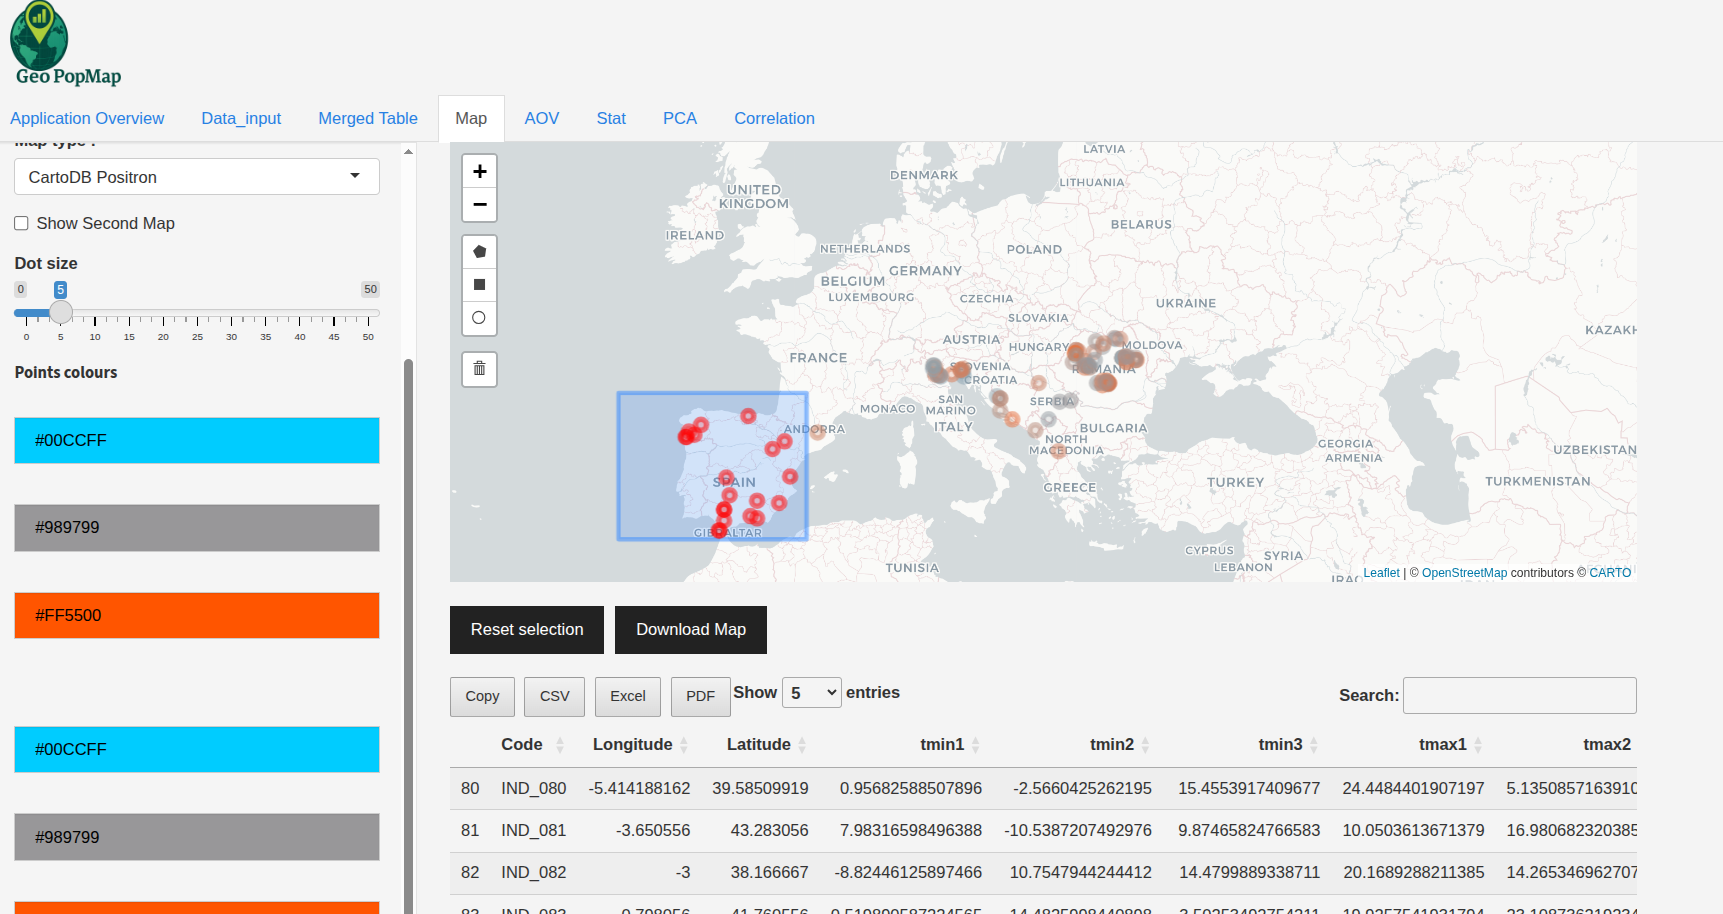 Geo PopMap
Application Overview
Data_input
Merged Table
Map
AOV
Stat
PCA
Correlation
Map type :
CartoDB Positron
Show Second Map
Dot size
0
5
50
0 5 10 15 20 25 30 35 40 45 50
Points colours
#00CCFF
#989799
#FF5500
#00CCFF
#989799
+
−
LATVIA
DENMARK
LITHUANIA
UNITED
KINGDOM
BELARUS
IRELAND
NETHERLANDS
POLAND
GERMANY
BELGIUM
LUXEMBOURG
CZECHIA
UKRAINE
SLOVAKIA
KAZAKH
AUSTRIA
HUNGARY
MOLDOVA
FRANCE
SLOVENIA
ROMANIA
CROATIA
SAN
MARINO
SERBIA
MONACO
ANDORRA
ITALY
BULGARIA
NORTH
MACEDONIA
GEORGIA
ARMENIA
UZBEKISTAN
SPAIN
GREECE
TURKEY
TURKMENISTAN
GIBRALTAR
CYPRUS
SYRIA
LEBANON
TUNISIA
IRAQ
Leaflet | © OpenStreetMap contributors © CARTO
Reset selection
Download Map
Copy
CSV
Excel
PDF
Show 5 entries
Search:
Code Longitude Latitude tmin1 tmin2 tmin3 tmax1 tmax2
80 IND_080 -5.414188162 39.58509919 0.95682588507896 -2.5660425262195 15.4553917409677 24.4484401907197 5.1350857163910
81 IND_081 -3.650556 43.283056 7.98316598496388 -10.5387207492976 9.87465824766583 10.0503613671379 16.980682320385
82 IND_082 -3 38.166667 -8.82446125897466 10.7547944244412 14.4799889338711 20.1689288211385 14.265346962707
83 IND_083